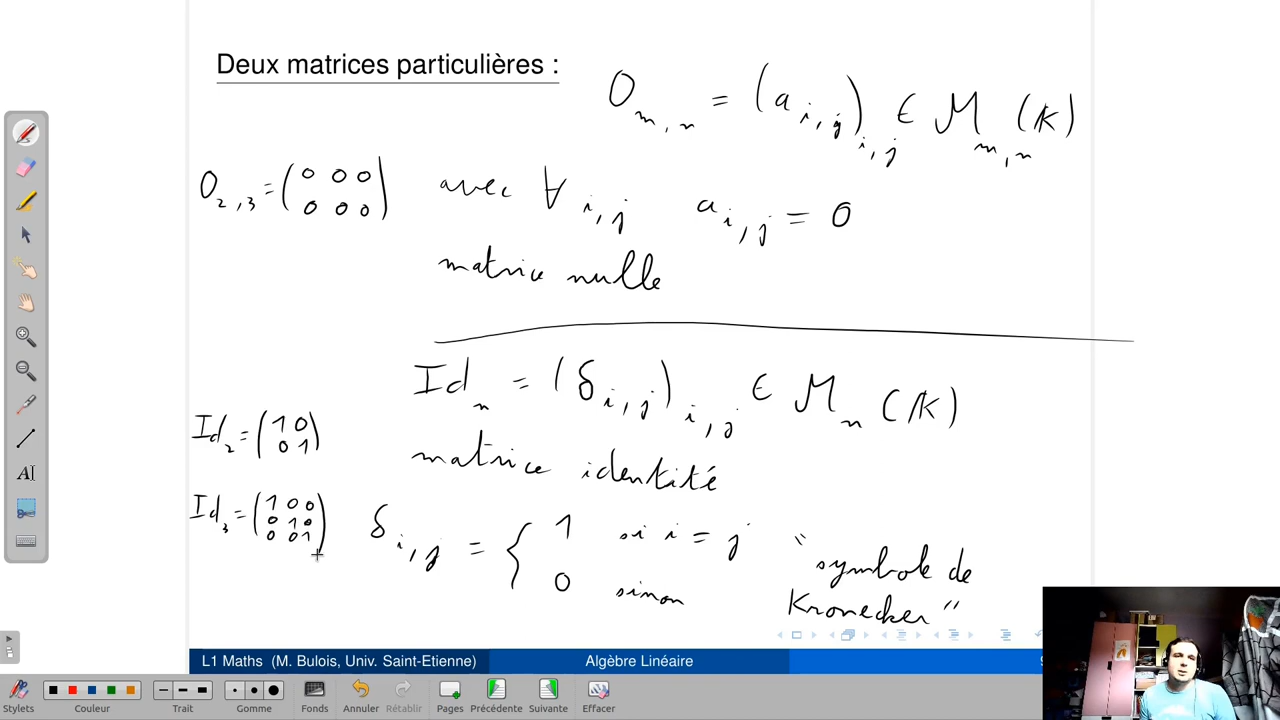 Deux matrices particulières :
O_{m,n} = (a_{i,j})_{i,j} ∈ M_{m,n}(K)
O_{2,3} = (0 0 0
0 0 0)
avec ∀ i,j a_{i,j} = 0
matrice nulle
Id_n = (δ_{i,j})_{i,j} ∈ M_n(K)
Id_2 = (1 0
0 1)
matrice identité
Id_3 = (1 0 0
0 1 0
0 0 1)
δ_{i,j} = { 1 si i = j
0 sinon
"symbole de
Kronecker"
L1 Maths (M. Bulois, Univ. Saint-Etienne) Algèbre Linéaire
AI
Stylets Couleur Trait Gomme Fonds Annuler Rétablir Pages Précédente Suivante Effacer